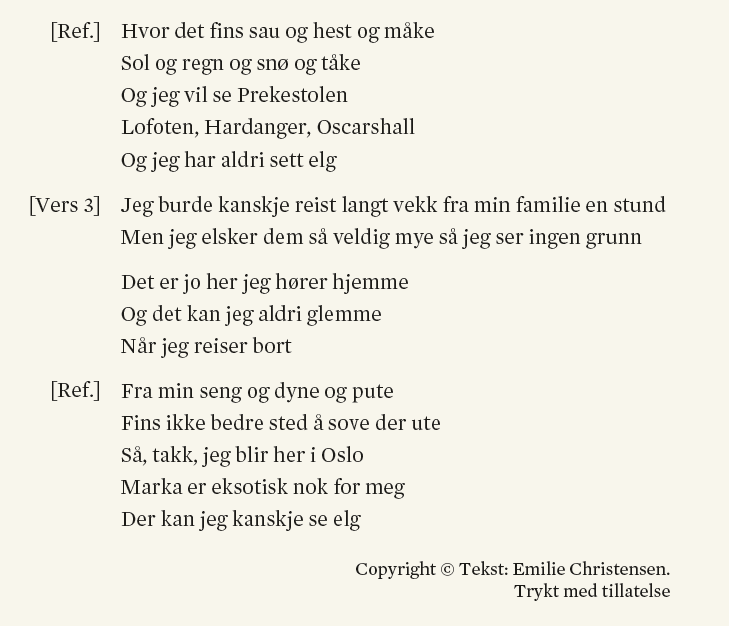 [Ref.] Hvor det fins sau og hest og måke
Sol og regn og snø og tåke
Og jeg vil se Prekestolen
Lofoten, Hardanger, Oscarshall
Og jeg har aldri sett elg
[Vers 3] Jeg burde kanskje reist langt vekk fra min familie en stund
Men jeg elsker dem så veldig mye så jeg ser ingen grunn
Det er jo her jeg hører hjemme
Og det kan jeg aldri glemme
Når jeg reiser bort
[Ref.] Fra min seng og dyne og pute
Fins ikke bedre sted å sove der ute
Så, takk, jeg blir her i Oslo
Marka er eksotisk nok for meg
Der kan jeg kanskje se elg
Copyright © Tekst: Emilie Christensen.
Trykt med tillatelse